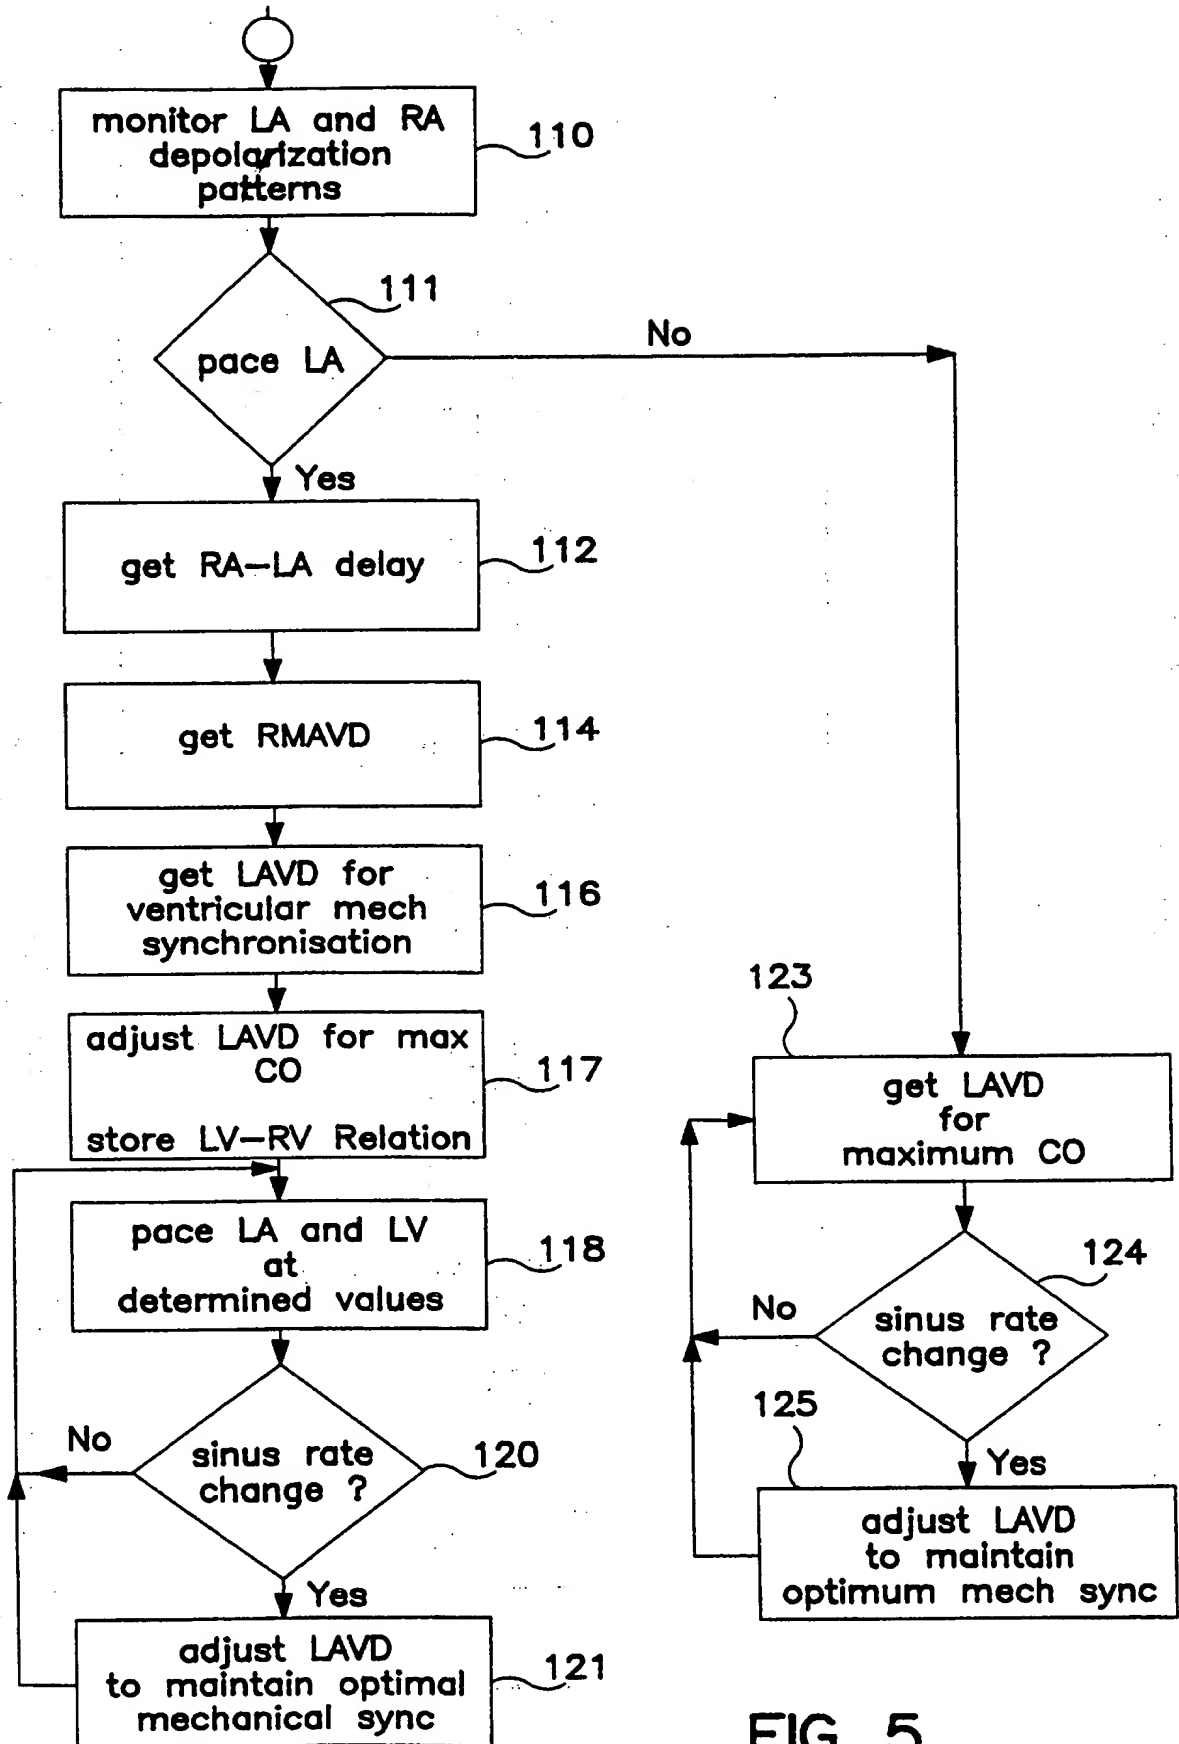 monitor LA and RA
depolarization
patterns
110
111
pace LA
No
Yes
get RA-LA delay
112
get RMAVD
114
get LAVD for
ventricular mech
synchronisation
116
adjust LAVD for max
CO
store LV-RV Relation
117
pace LA and LV
at
determined values
118
No
sinus rate
change ?
120
Yes
adjust LAVD
to maintain optimal
mechanical sync
121
123
get LAVD
for
maximum CO
124
No
sinus rate
change ?
125
Yes
adjust LAVD
to maintain
optimum mech sync
FIG. 5